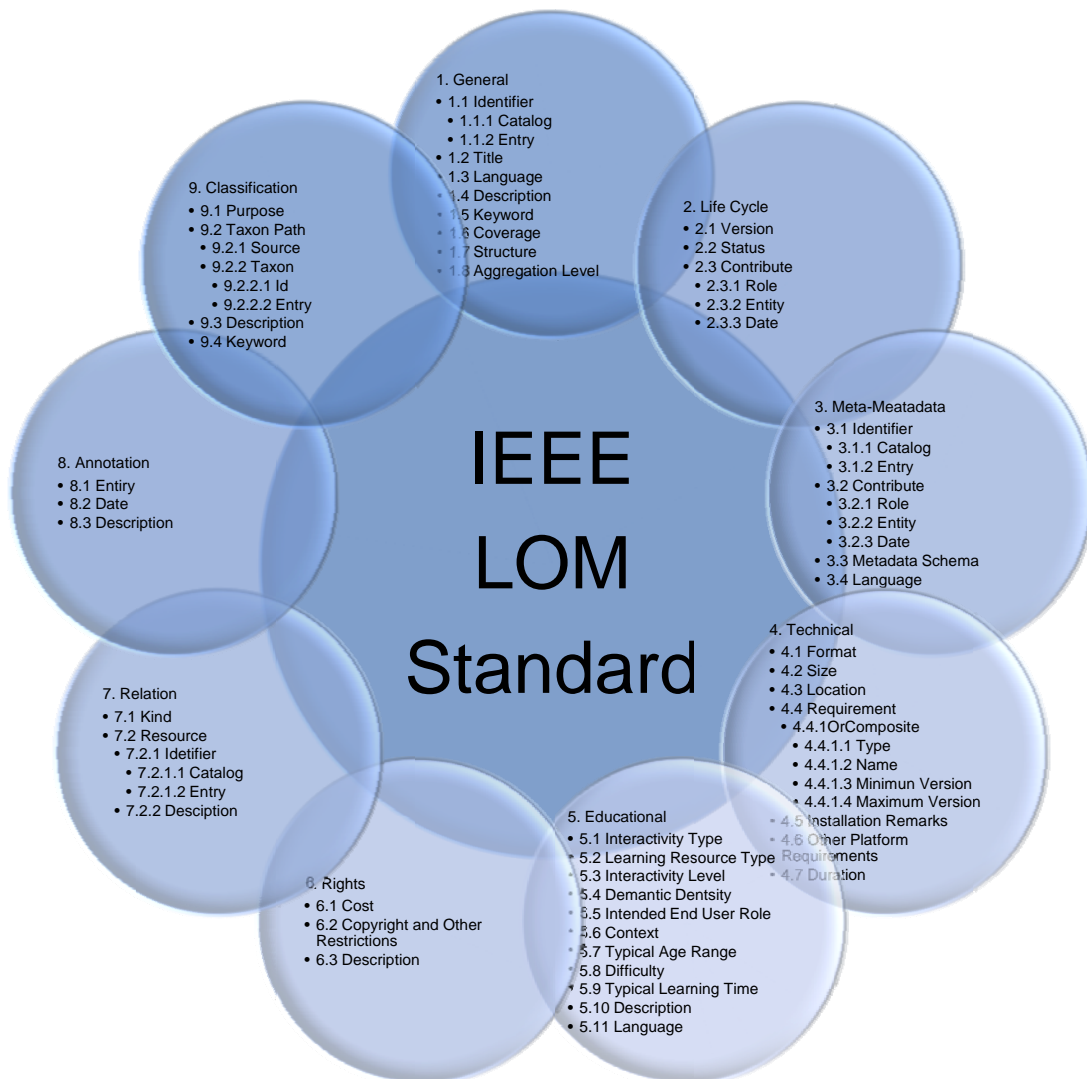 1. General
• 1.1 Identifier
• 1.1.1 Catalog
• 1.1.2 Entry
• 1.2 Title
• 1.3 Language
• 1.4 Description
• 1.5 Keyword
• 1.6 Coverage
• 1.7 Structure
• 1.8 Aggregation Level
2. Life Cycle
• 2.1 Version
• 2.2 Status
• 2.3 Contribute
• 2.3.1 Role
• 2.3.2 Entity
• 2.3.3 Date
3. Meta-Meatadata
• 3.1 Identifier
• 3.1.1 Catalog
• 3.1.2 Entry
• 3.2 Contribute
• 3.2.1 Role
• 3.2.2 Entity
• 3.2.3 Date
• 3.3 Metadata Schema
• 3.4 Language
4. Technical
• 4.1 Format
• 4.2 Size
• 4.3 Location
• 4.4 Requirement
• 4.4.1OrComposite
• 4.4.1.1 Type
• 4.4.1.2 Name
• 4.4.1.3 Minimun Version
• 4.4.1.4 Maximum Version
• 4.5 Installation Remarks
• 4.6 Other Platform
Requirements
• 4.7 Duration
5. Educational
• 5.1 Interactivity Type
• 5.2 Learning Resource Type
• 5.3 Interactivity Level
• 5.4 Demantic Dentsity
• 5.5 Intended End User Role
• 5.6 Context
• 5.7 Typical Age Range
• 5.8 Difficulty
• 5.9 Typical Learning Time
• 5.10 Description
• 5.11 Language
6. Rights
• 6.1 Cost
• 6.2 Copyright and Other
Restrictions
• 6.3 Description
7. Relation
• 7.1 Kind
• 7.2 Resource
• 7.2.1 Idetifier
• 7.2.1.1 Catalog
• 7.2.1.2 Entry
• 7.2.2 Desciption
8. Annotation
• 8.1 Entiry
• 8.2 Date
• 8.3 Description
9. Classification
• 9.1 Purpose
• 9.2 Taxon Path
• 9.2.1 Source
• 9.2.2 Taxon
• 9.2.2.1 Id
• 9.2.2.2 Entry
• 9.3 Description
• 9.4 Keyword
IEEE
LOM
Standard